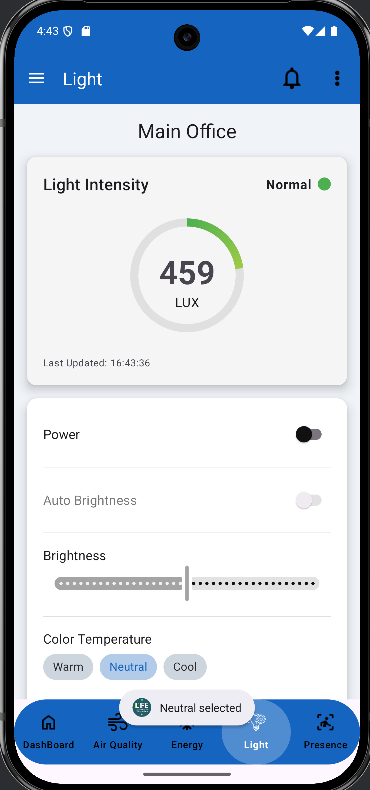 4:43
Light
Main Office
Light Intensity
Normal
459
LUX
Last Updated: 16:43:36
Power
Auto Brightness
Brightness
Color Temperature
Warm Neutral Cool
LFE
Neutral selected
DashBoard Air Quality Energy Light Presence